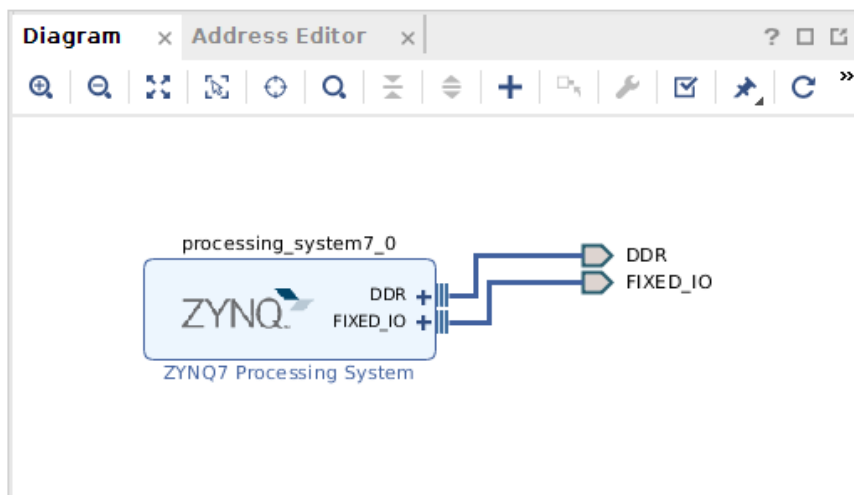 Diagram × Address Editor ×
?
»
processing_system7_0
ZYNQ
DDR
FIXED_IO
ZYNQ7 Processing System
DDR
FIXED_IO